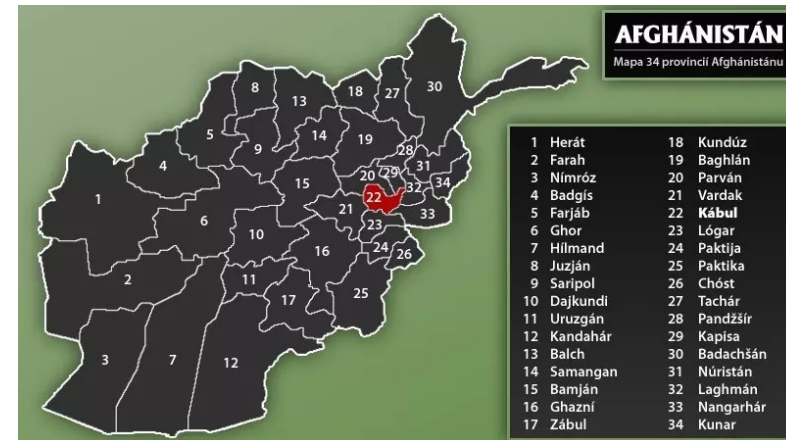 AFGHÁNISTÁN
Mapa 34 provincií Afghánistánu
1 Herát
2 Farah
3 Nímróz
4 Badgís
5 Farjáb
6 Ghor
7 Hílmand
8 Juzján
9 Saripol
10 Dajkundi
11 Uruzgán
12 Kandahár
13 Balch
14 Samangan
15 Bamján
16 Ghazní
17 Zábul
18 Kundúz
19 Baghlán
20 Parván
21 Vardak
22 Kábul
23 Lógar
24 Paktija
25 Paktika
26 Chóst
27 Tachár
28 Pandžšír
29 Kapisa
30 Badachšán
31 Núristán
32 Laghmán
33 Nangarhár
34 Kunar
30
8
18
27
13
5
14
19
9
28
4
31
29
20
15
34
32
1
22
33
21
6
23
10
24
16
26
11
2
25
17
3
7
12